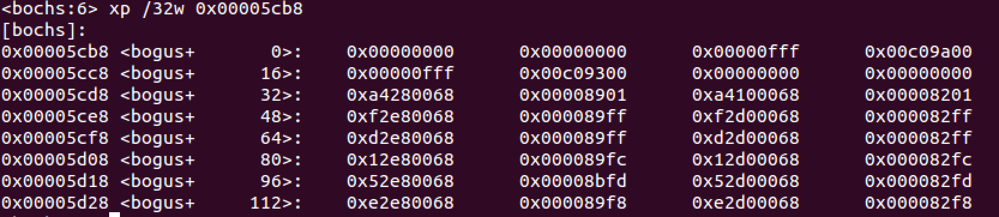 <bochs:6> xp /32w 0x00005cb8
[bochs]:
0x00005cb8 <bogus+       0>:    0x00000000      0x00000000      0x00000fff      0x00c09a00
0x00005cc8 <bogus+      16>:    0x00000fff      0x00c09300      0x00000000      0x00000000
0x00005cd8 <bogus+      32>:    0xa4280068      0x00008901      0xa4100068      0x00008201
0x00005ce8 <bogus+      48>:    0xf2e80068      0x000089ff      0xf2d00068      0x000082ff
0x00005cf8 <bogus+      64>:    0xd2e80068      0x000089ff      0xd2d00068      0x000082ff
0x00005d08 <bogus+      80>:    0x12e80068      0x000089fc      0x12d00068      0x000082fc
0x00005d18 <bogus+      96>:    0x52e80068      0x00008bfd      0x52d00068      0x000082fd
0x00005d28 <bogus+     112>:    0xe2e80068      0x000089f8      0xe2d00068      0x000082f8